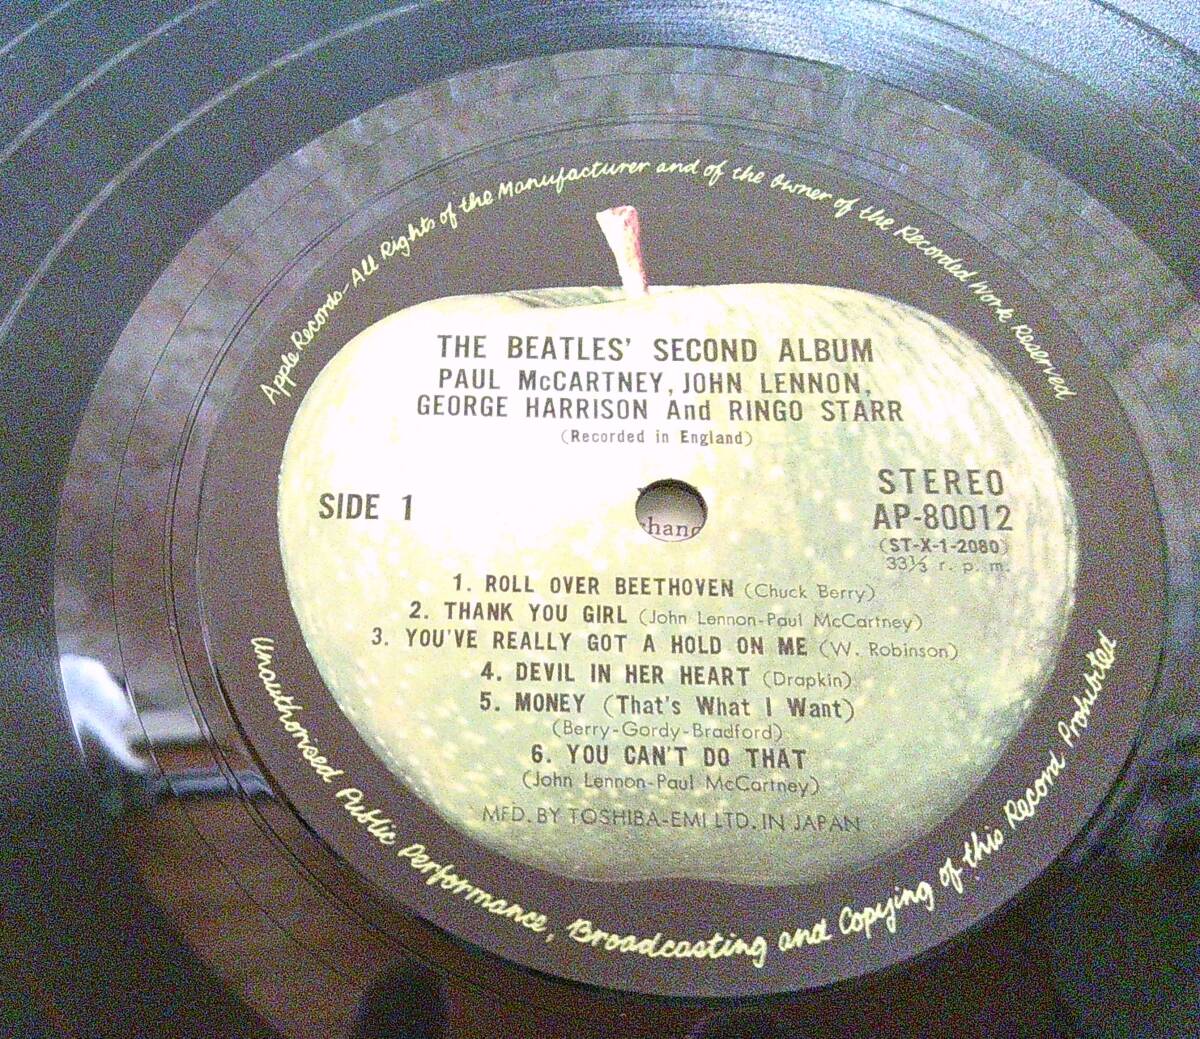 Apple Records-All Rights of the Manufacturer and of the Owner of the Recorded Work Reserved
THE BEATLES' SECOND ALBUM
PAUL McCARTNEY, JOHN LENNON,
GEORGE HARRISON And RINGO STARR
(Recorded in England)
SIDE 1
STEREO
AP-80012
(ST-X-1-2080)
33⅓ r. p. m.
1. ROLL OVER BEETHOVEN (Chuck Berry)
2. THANK YOU GIRL (John Lennon-Paul McCartney)
3. YOU'VE REALLY GOT A HOLD ON ME (W. Robinson)
4. DEVIL IN HER HEART (Drapkin)
5. MONEY (That's What I Want)
(Berry-Gordy-Bradford)
6. YOU CAN'T DO THAT
(John Lennon-Paul McCartney)
MFD. BY TOSHIBA-EMI LTD. IN JAPAN
Unauthorised Public Performance, Broadcasting and Copying of this Record Prohibited